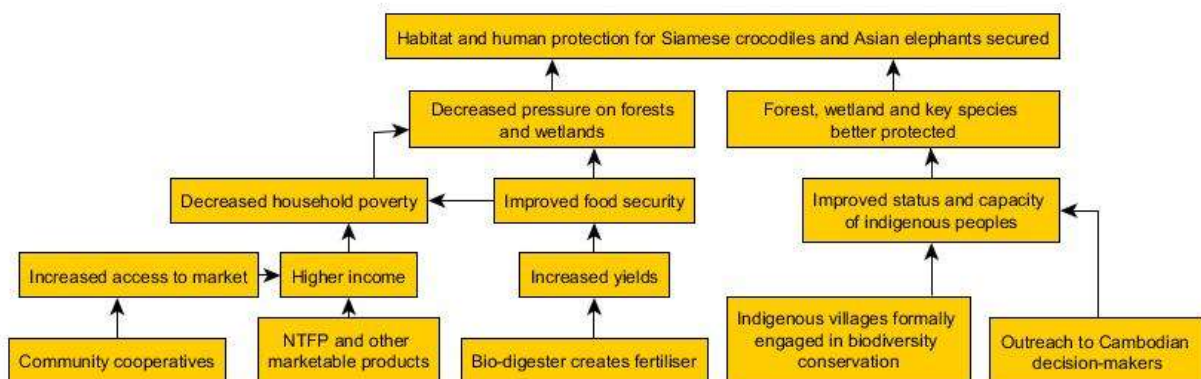 Habitat and human protection for Siamese crocodiles and Asian elephants secured
Decreased pressure on forests
and wetlands
Forest, wetland and key species
better protected
Decreased household poverty
Improved food security
Improved status and capacity
of indigenous peoples
Increased access to market
Higher income
Increased yields
Community cooperatives
NTFP and other
marketable products
Bio-digester creates fertiliser
Indigenous villages formally
engaged in biodiversity
conservation
Outreach to Cambodian
decision-makers